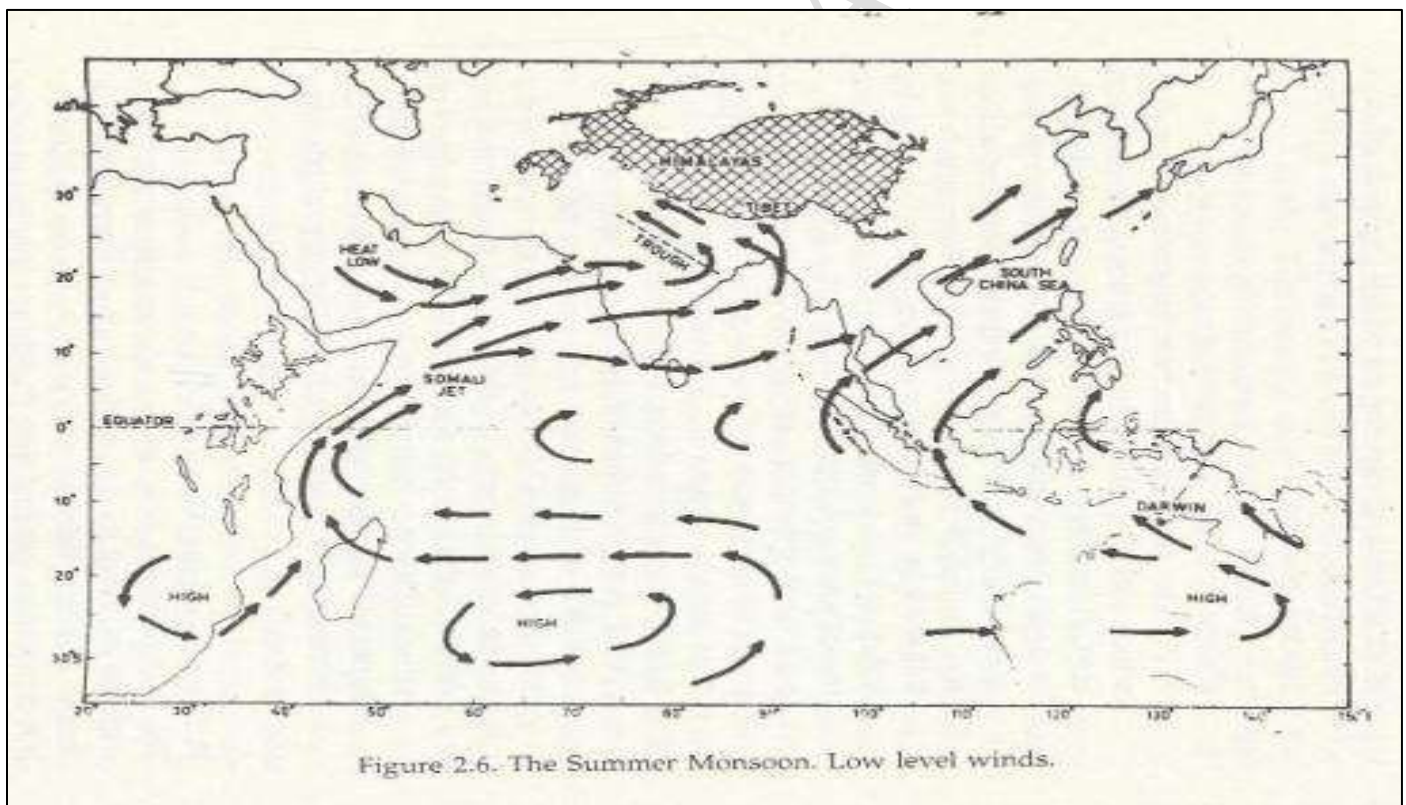 40°
HIMALAYAS
30°
TIBET
HEAT
LOW
TROUGH
20°
SOUTH
CHINA SEA
10°
SOMALI
JET
EQUATOR
0°
10°
DARWIN
20°
HIGH
HIGH
HIGH
30°S
20° 30° 40° 50° 60° 70° 80° 90° 100° 110° 120° 130° 140°
Figure 2.6. The Summer Monsoon. Low level winds.